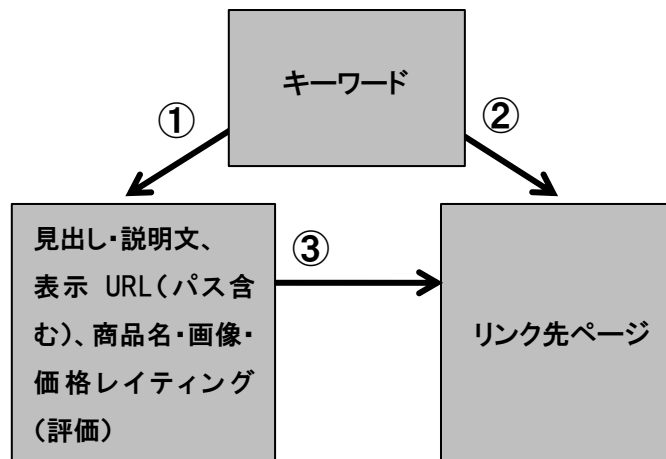 キーワード
①
②
見出し・説明文、
表示 URL(パス含
む)、商品名・画像・
価格レイティング
(評価)
③
リンク先ページ